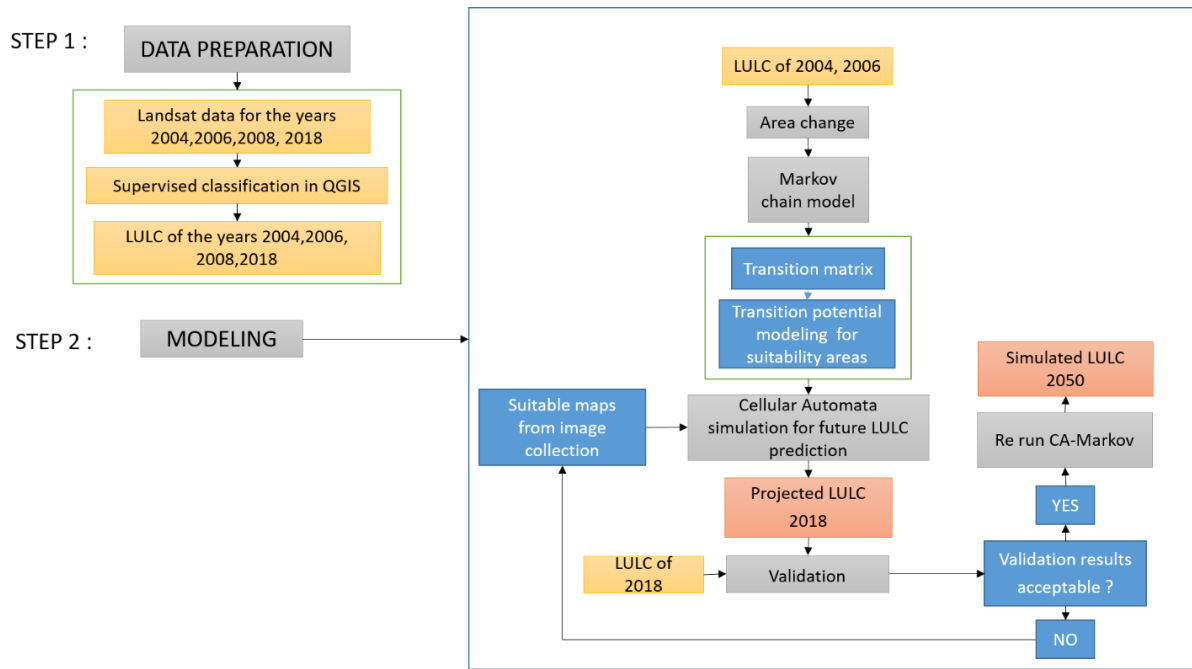 STEP 1 :
DATA PREPARATION
Landsat data for the years
2004,2006,2008, 2018
Supervised classification in QGIS
LULC of the years 2004,2006,
2008,2018
STEP 2 :
MODELING
LULC of 2004, 2006
Area change
Markov
chain model
Transition matrix
Transition potential
modeling for
suitability areas
Suitable maps
from image
collection
Cellular Automata
simulation for future LULC
prediction
Projected LULC
2018
LULC of
2018
Validation
Validation results
acceptable ?
YES
NO
Re run CA-Markov
Simulated LULC
2050